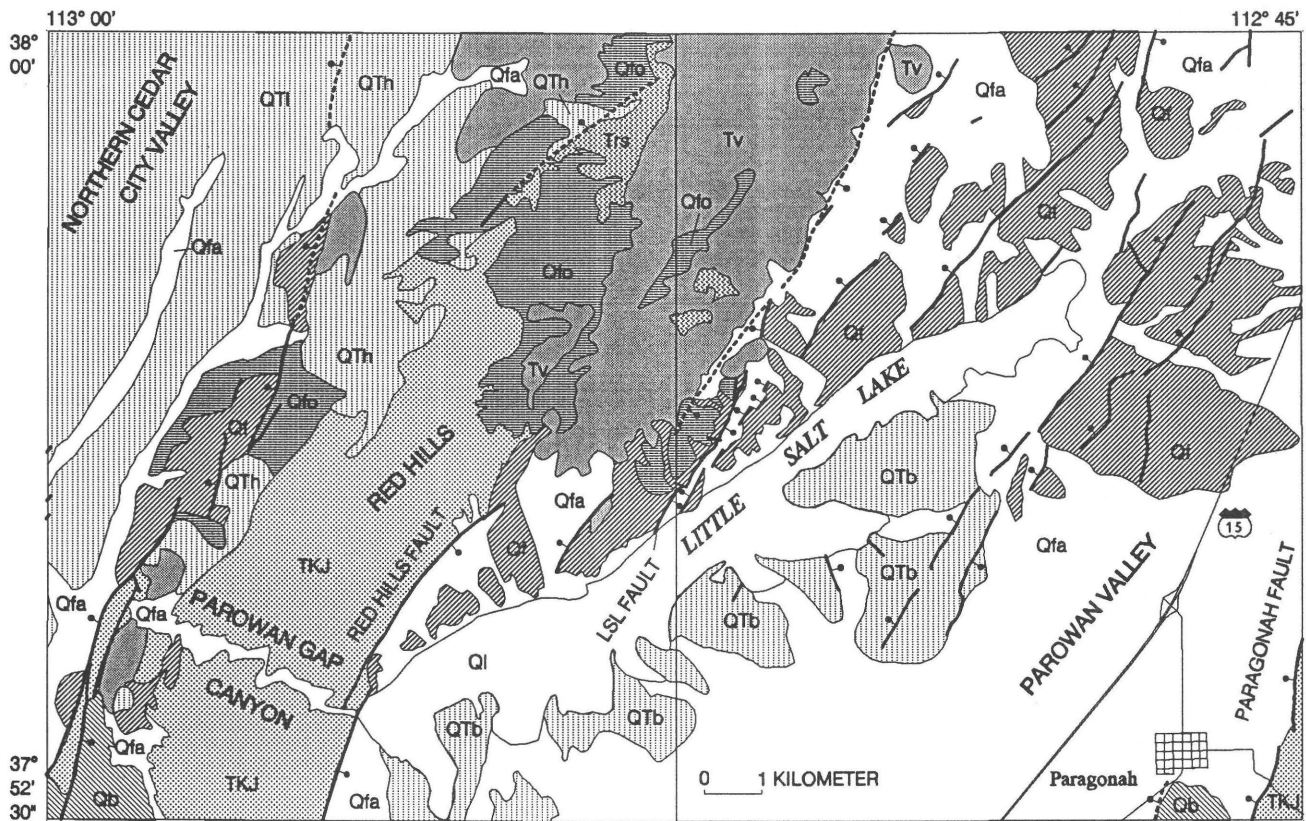 113° 00'
112° 45'
38°
00'
NORTHERN CEDAR
CITY VALLEY
QTl
QTh
Qfa
QTh
Qfo
Trs
Tv
Tv
Qfa
Qfa
Qf
Qfa
Qfo
Qf
Qfo
QTh
Tv
Qf
Qfo
Qf
QTh
RED HILLS
Qfa
LITTLE SALT LAKE
QTb
Qf
15
Qfa
Qf
TKJ
RED HILLS FAULT
LSL FAULT
QTb
QTb
PAROWAN VALLEY
PARAGONAH FAULT
Qfa
Qfa
PAROWAN GAP
CANYON
Ql
QTb
QTb
Qfa
TKJ
Qb
Qfa
0 1 KILOMETER
Paragonah
Qb
TKJ
37°
52'
30"